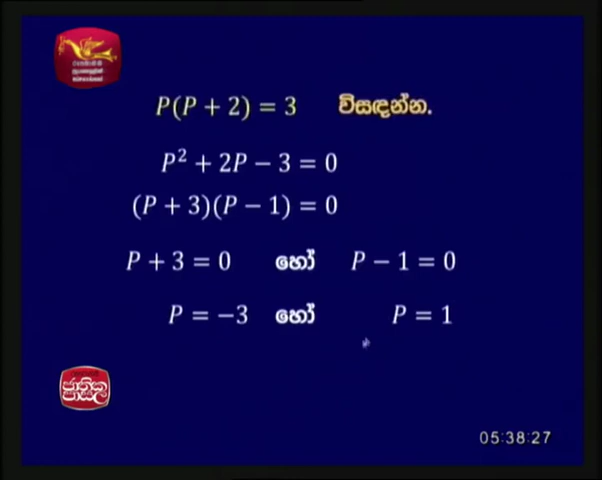 P(P + 2) = 3 විසඳන්න.
P² + 2P − 3 = 0
(P + 3)(P − 1) = 0
P + 3 = 0 හෝ P − 1 = 0
P = −3 හෝ P = 1
ජාතික
පාසල
05:38:27